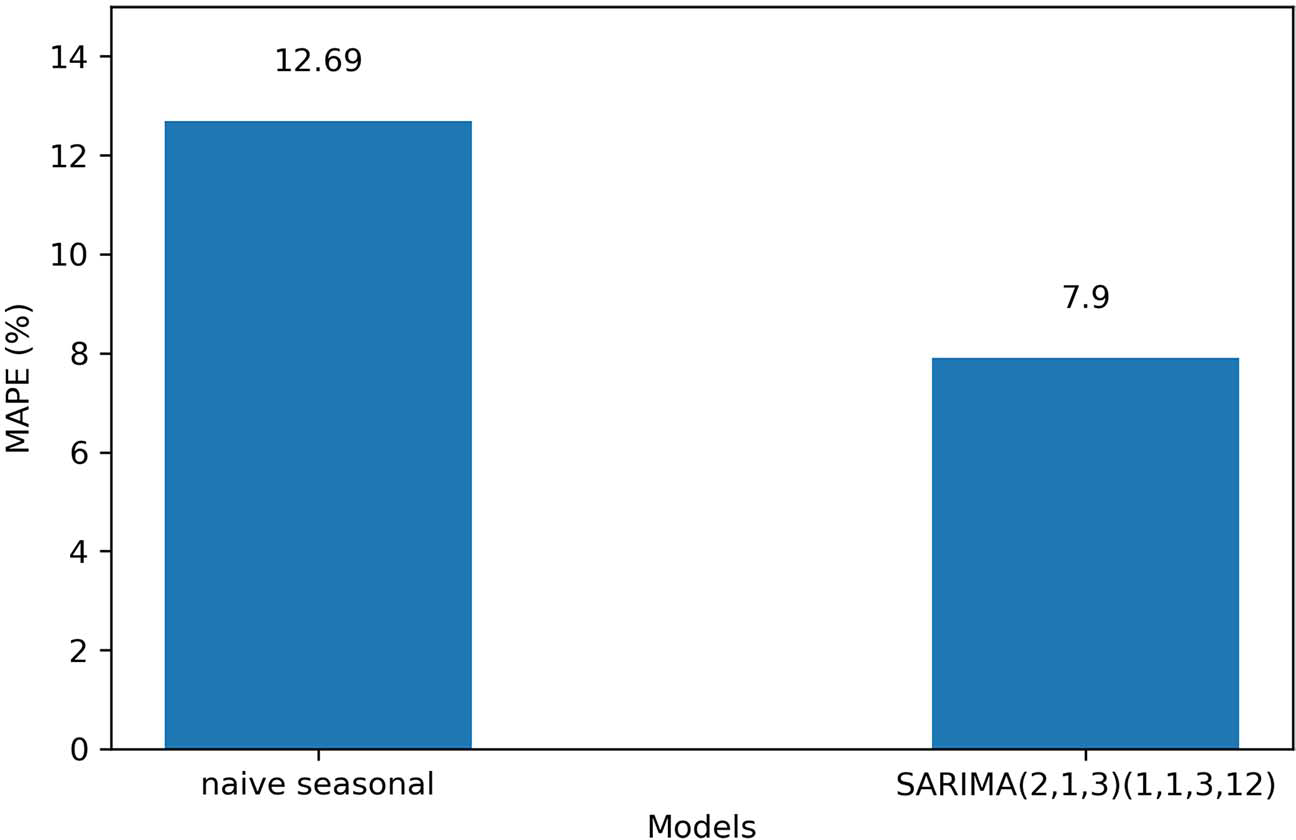 14
12
10
8
6
4
2
0
MAPE (%)
12.69
7.9
naive seasonal
SARIMA(2,1,3)(1,1,3,12)
Models